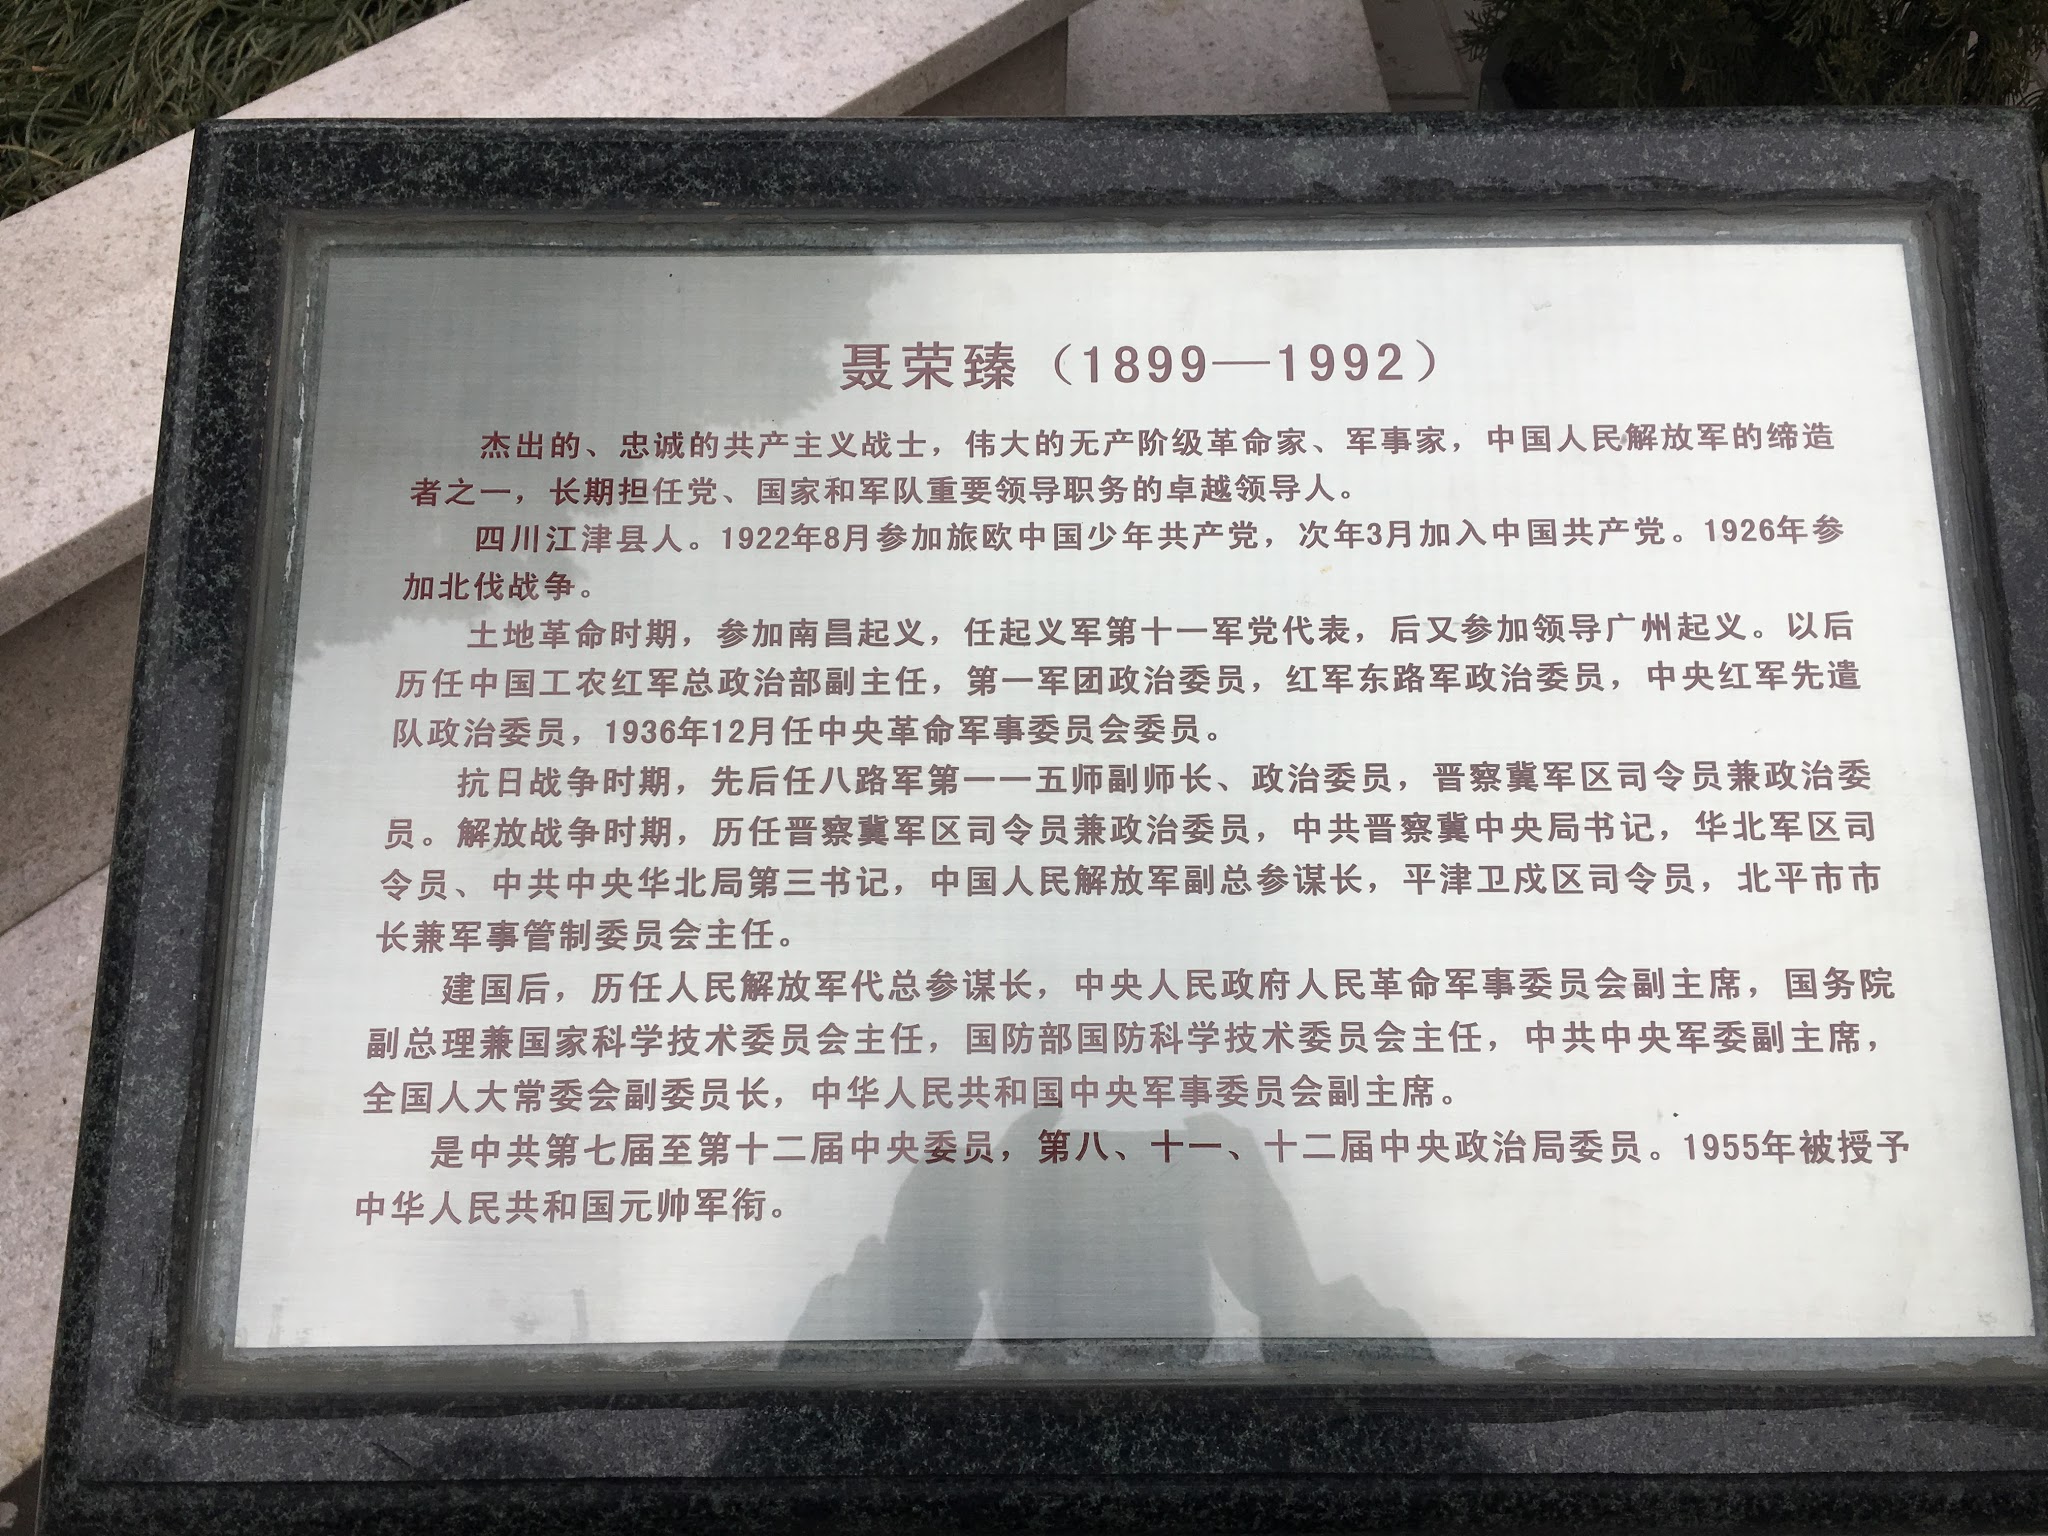 聂荣臻（1899—1992）
杰出的、忠诚的共产主义战士，伟大的无产阶级革命家、军事家，中国人民解放军的缔造
者之一，长期担任党、国家和军队重要领导职务的卓越领导人。
四川江津县人。1922年8月参加旅欧中国少年共产党，次年3月加入中国共产党。1926年参
加北伐战争。
土地革命时期，参加南昌起义，任起义军第十一军党代表，后又参加领导广州起义。以后
历任中国工农红军总政治部副主任，第一军团政治委员，红军东路军政治委员，中央红军先遣
队政治委员，1936年12月任中央革命军事委员会委员。
抗日战争时期，先后任八路军第一一五师副师长、政治委员，晋察冀军区司令员兼政治委
员。解放战争时期，历任晋察冀军区司令员兼政治委员，中共晋察冀中央局书记，华北军区司
令员、中共中央华北局第三书记，中国人民解放军副总参谋长，平津卫戍区司令员，北平市市
长兼军事管制委员会主任。
建国后，历任人民解放军代总参谋长，中央人民政府人民革命军事委员会副主席，国务院
副总理兼国家科学技术委员会主任，国防部国防科学技术委员会主任，中共中央军委副主席，
全国人大常委会副委员长，中华人民共和国中央军事委员会副主席。
是中共第七届至第十二届中央委员，第八、十一、十二届中央政治局委员。1955年被授予
中华人民共和国元帅军衔。